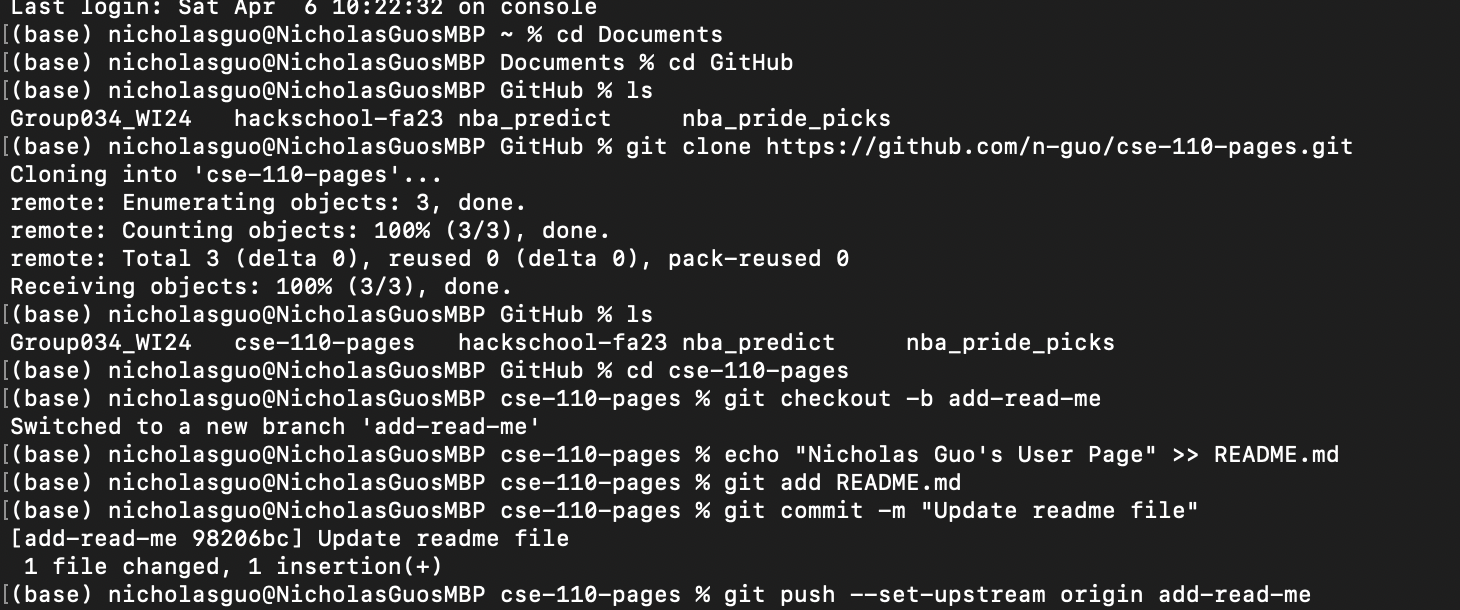 Last login: Sat Apr  6 10:22:32 on console
[(base) nicholasguo@NicholasGuosMBP ~ % cd Documents
[(base) nicholasguo@NicholasGuosMBP Documents % cd GitHub
[(base) nicholasguo@NicholasGuosMBP GitHub % ls
Group034_WI24   hackschool-fa23 nba_predict     nba_pride_picks
[(base) nicholasguo@NicholasGuosMBP GitHub % git clone https://github.com/n-guo/cse-110-pages.git
Cloning into 'cse-110-pages'...
remote: Enumerating objects: 3, done.
remote: Counting objects: 100% (3/3), done.
remote: Total 3 (delta 0), reused 0 (delta 0), pack-reused 0
Receiving objects: 100% (3/3), done.
[(base) nicholasguo@NicholasGuosMBP GitHub % ls
Group034_WI24   cse-110-pages   hackschool-fa23 nba_predict     nba_pride_picks
[(base) nicholasguo@NicholasGuosMBP GitHub % cd cse-110-pages
[(base) nicholasguo@NicholasGuosMBP cse-110-pages % git checkout -b add-read-me
Switched to a new branch 'add-read-me'
[(base) nicholasguo@NicholasGuosMBP cse-110-pages % echo "Nicholas Guo's User Page" >> README.md
[(base) nicholasguo@NicholasGuosMBP cse-110-pages % git add README.md
[(base) nicholasguo@NicholasGuosMBP cse-110-pages % git commit -m "Update readme file"
[add-read-me 98206bc] Update readme file
 1 file changed, 1 insertion(+)
[(base) nicholasguo@NicholasGuosMBP cse-110-pages % git push --set-upstream origin add-read-me